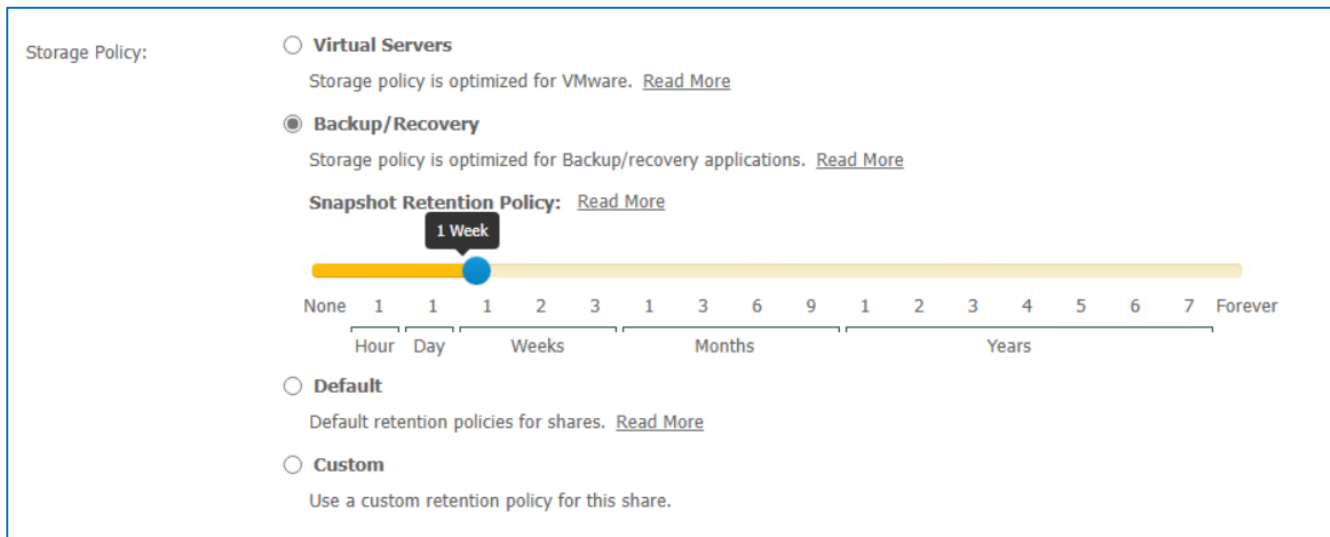 Storage Policy:
Virtual Servers
Storage policy is optimized for VMware. Read More
Backup/Recovery
Storage policy is optimized for Backup/recovery applications. Read More
Snapshot Retention Policy: Read More
1 Week
None 1 1 1 2 3 1 3 6 9 1 2 3 4 5 6 7 Forever
Hour Day Weeks Months Years
Default
Default retention policies for shares. Read More
Custom
Use a custom retention policy for this share.